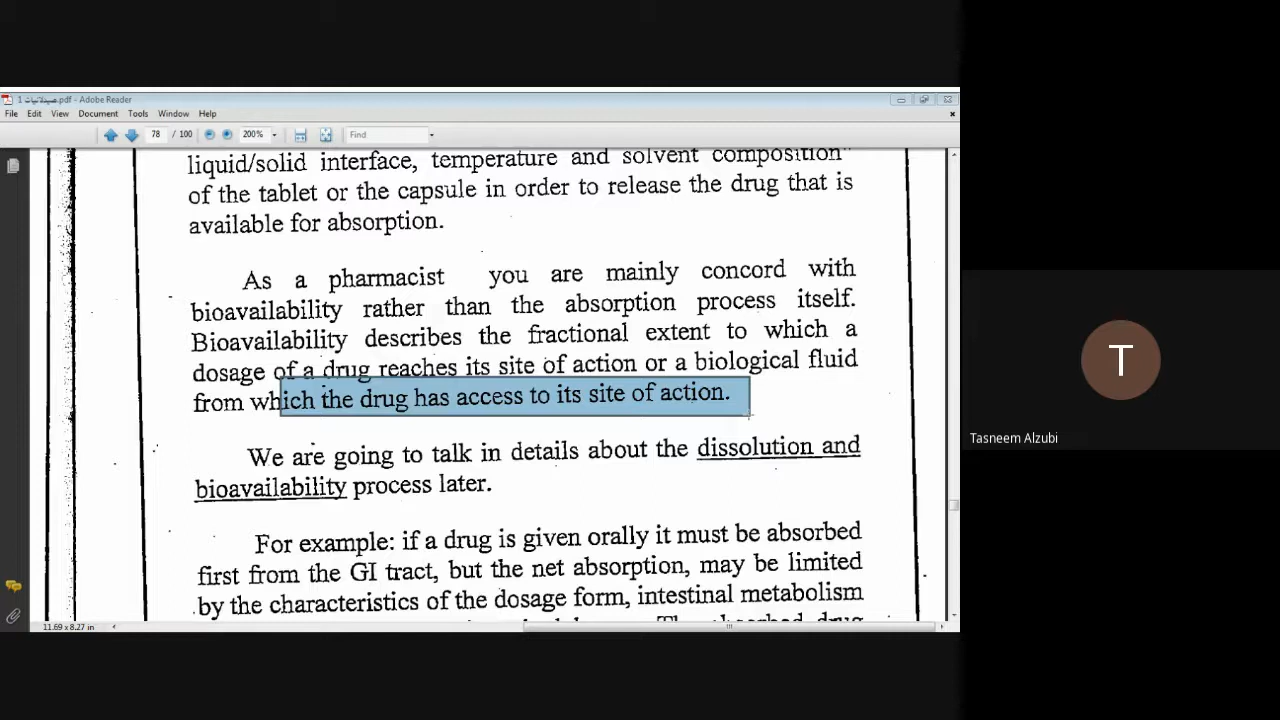 صيدلانيات 1.pdf - Adobe Reader
File Edit View Document Tools Window Help
78 / 100 200% Find
liquid/solid interface, temperature and solvent composition"
of the tablet or the capsule in order to release the drug that is
available for absorption.
As a pharmacist you are mainly concord with
bioavailability rather than the absorption process itself.
Bioavailability describes the fractional extent to which a
dosage of a drug reaches its site of action or a biological fluid
from which the drug has access to its site of action.
We are going to talk in details about the dissolution and
bioavailability process later.
For example: if a drug is given orally it must be absorbed
first from the GI tract, but the net absorption, may be limited
by the characteristics of the dosage form, intestinal metabolism
The absorbed drug
11.69 x 8.27 in
T
Tasneem Alzubi